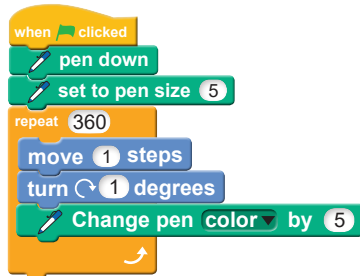 when clicked
pen down
set to pen size 5
repeat 360
move 1 steps
turn 1 degrees
Change pen color by 5